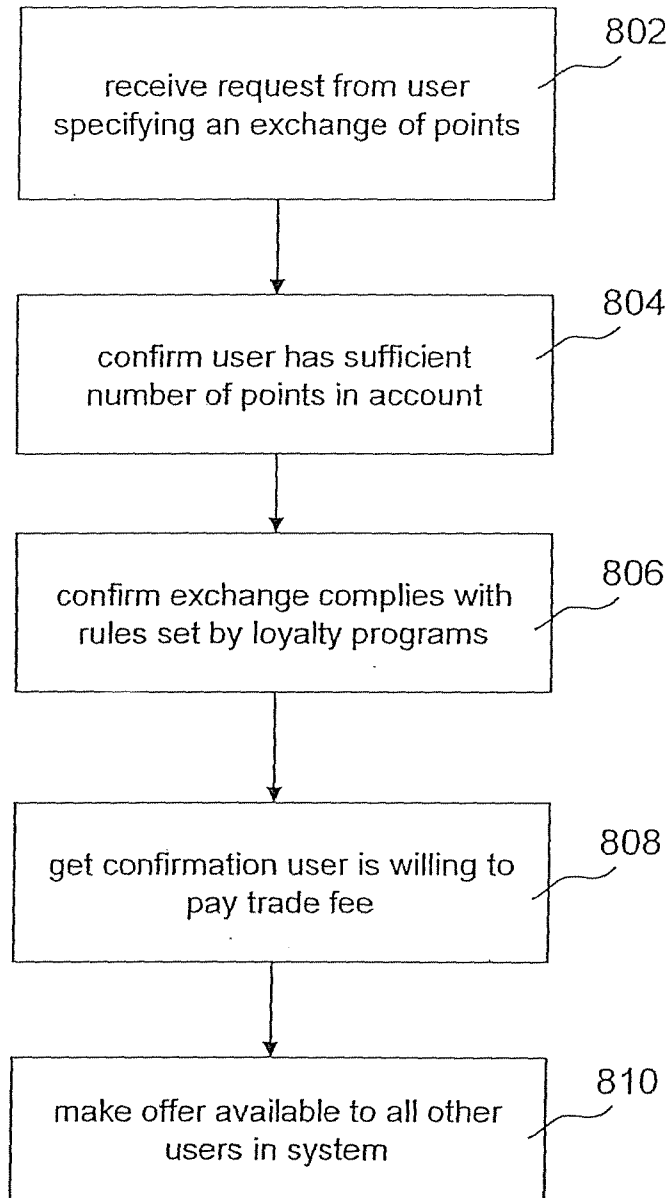 802
receive request from user
specifying an exchange of points
804
confirm user has sufficient
number of points in account
806
confirm exchange complies with
rules set by loyalty programs
808
get confirmation user is willing to
pay trade fee
810
make offer available to all other
users in system